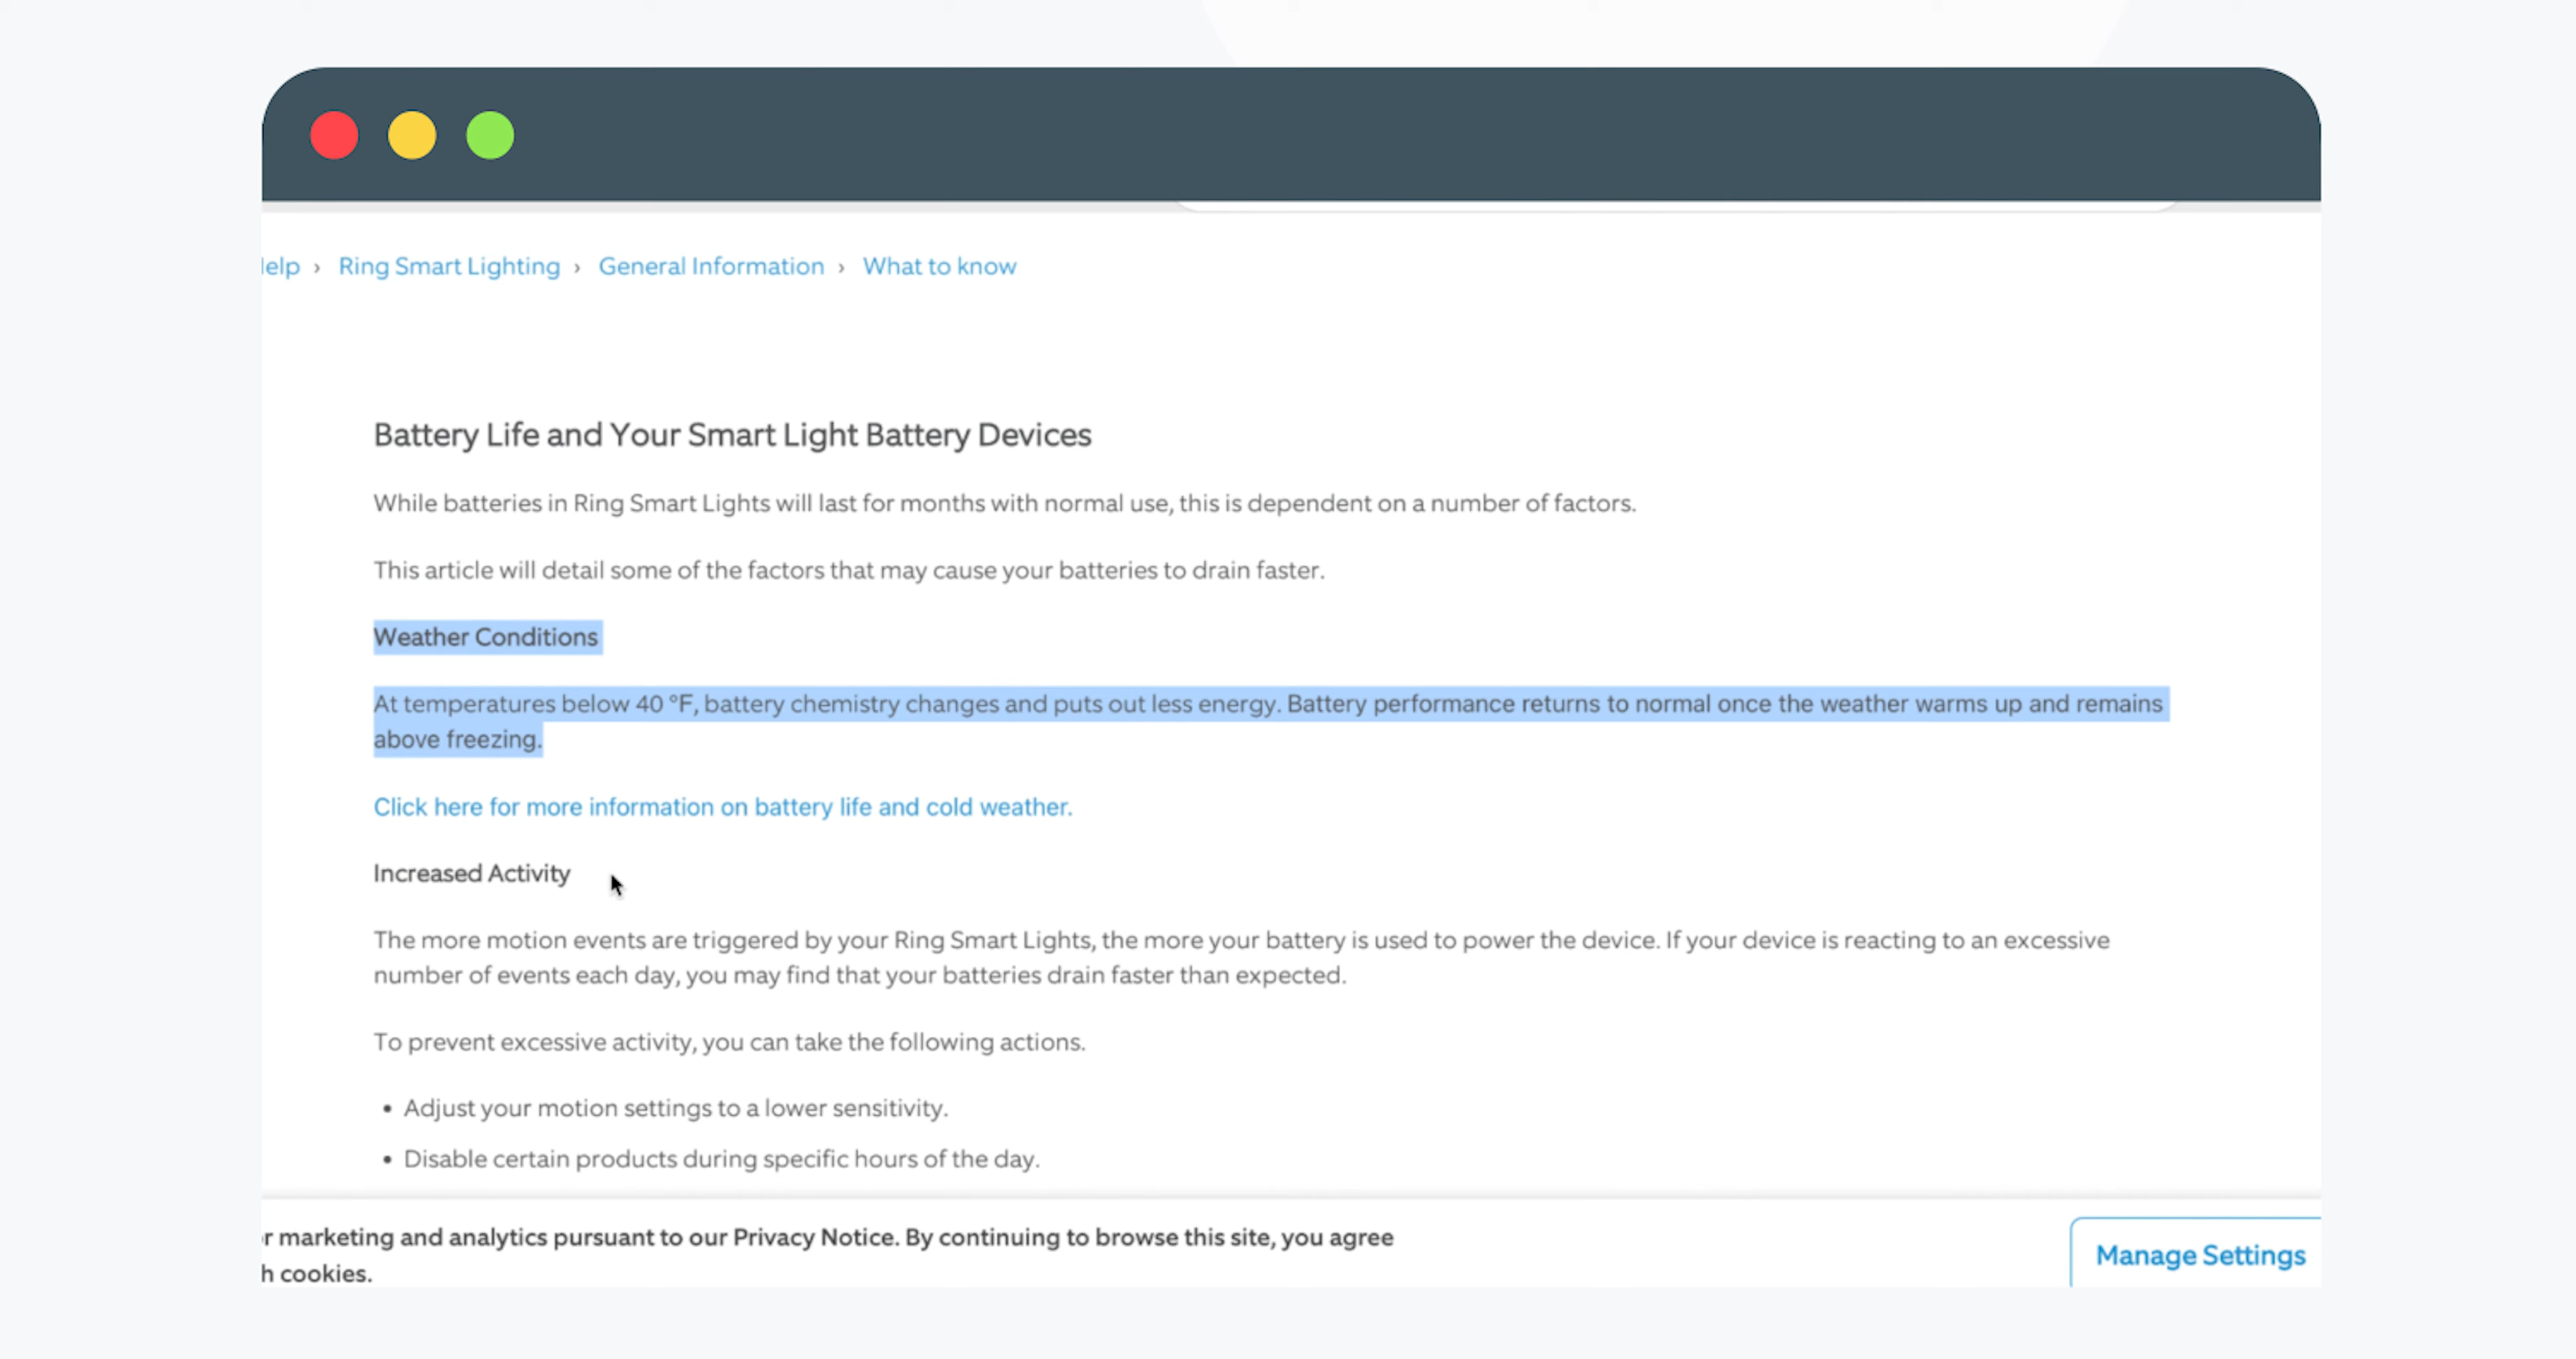 Ring Smart Lighting › General Information › What to know
Battery Life and Your Smart Light Battery Devices
While batteries in Ring Smart Lights will last for months with normal use, this is dependent on a number of factors.
This article will detail some of the factors that may cause your batteries to drain faster.
Weather Conditions
At temperatures below 40 °F, battery chemistry changes and puts out less energy. Battery performance returns to normal once the weather warms up and remains
above freezing.
Click here for more information on battery life and cold weather.
Increased Activity
The more motion events are triggered by your Ring Smart Lights, the more your battery is used to power the device. If your device is reacting to an excessive
number of events each day, you may find that your batteries drain faster than expected.
To prevent excessive activity, you can take the following actions.
• Adjust your motion settings to a lower sensitivity.
• Disable certain products during specific hours of the day.
r marketing and analytics pursuant to our Privacy Notice. By continuing to browse this site, you agree
h cookies.
Manage Settings